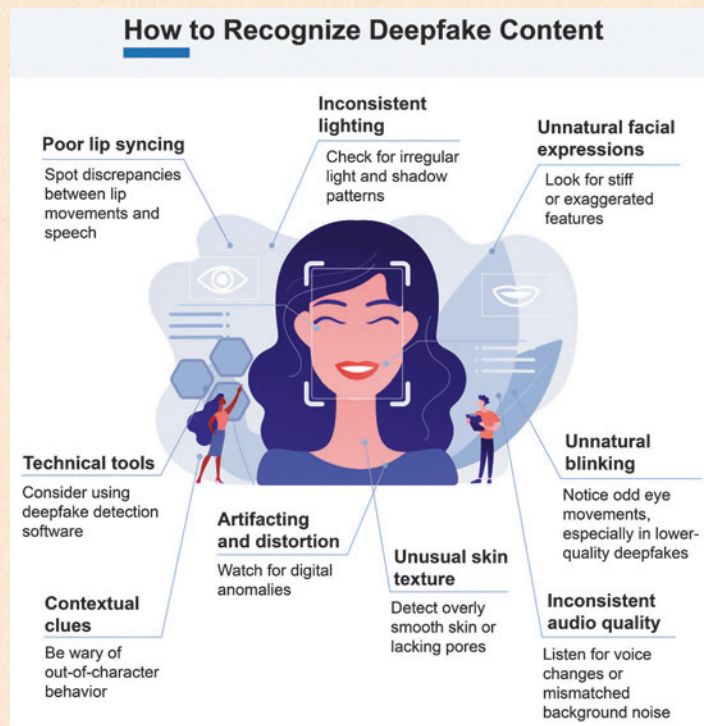 How to Recognize Deepfake Content
Poor lip syncing
Spot discrepancies
between lip
movements and
speech
Inconsistent
lighting
Check for irregular
light and shadow
patterns
Unnatural facial
expressions
Look for stiff
or exaggerated
features
Technical tools
Consider using
deepfake detection
software
Artifacting
and distortion
Watch for digital
anomalies
Unusual skin
texture
Detect overly
smooth skin or
lacking pores
Unnatural
blinking
Notice odd eye
movements,
especially in lower-
quality deepfakes
Contextual
clues
Be wary of
out-of-character
behavior
Inconsistent
audio quality
Listen for voice
changes or
mismatched
background noise